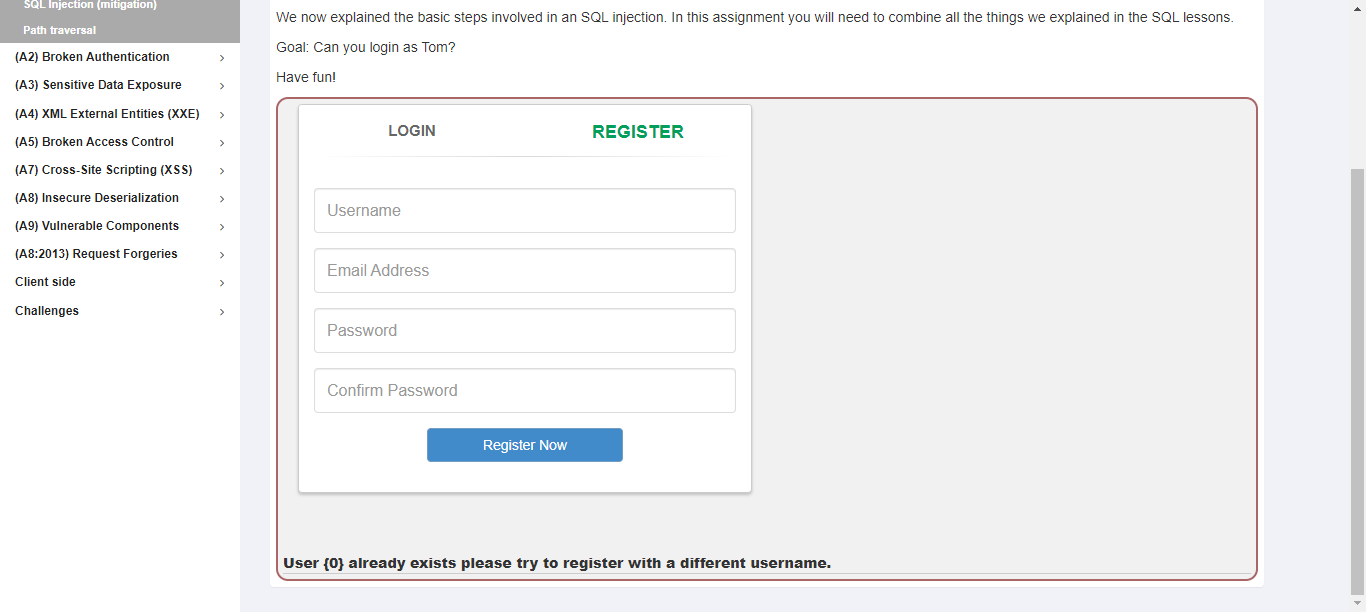 SQL Injection (mitigation)
Path traversal
(A2) Broken Authentication
(A3) Sensitive Data Exposure
(A4) XML External Entities (XXE)
(A5) Broken Access Control
(A7) Cross-Site Scripting (XSS)
(A8) Insecure Deserialization
(A9) Vulnerable Components
(A8:2013) Request Forgeries
Client side
Challenges
We now explained the basic steps involved in an SQL injection. In this assignment you will need to combine all the things we explained in the SQL lessons.
Goal: Can you login as Tom?
Have fun!
LOGIN REGISTER
Username
Email Address
Password
Confirm Password
Register Now
User {0} already exists please try to register with a different username.